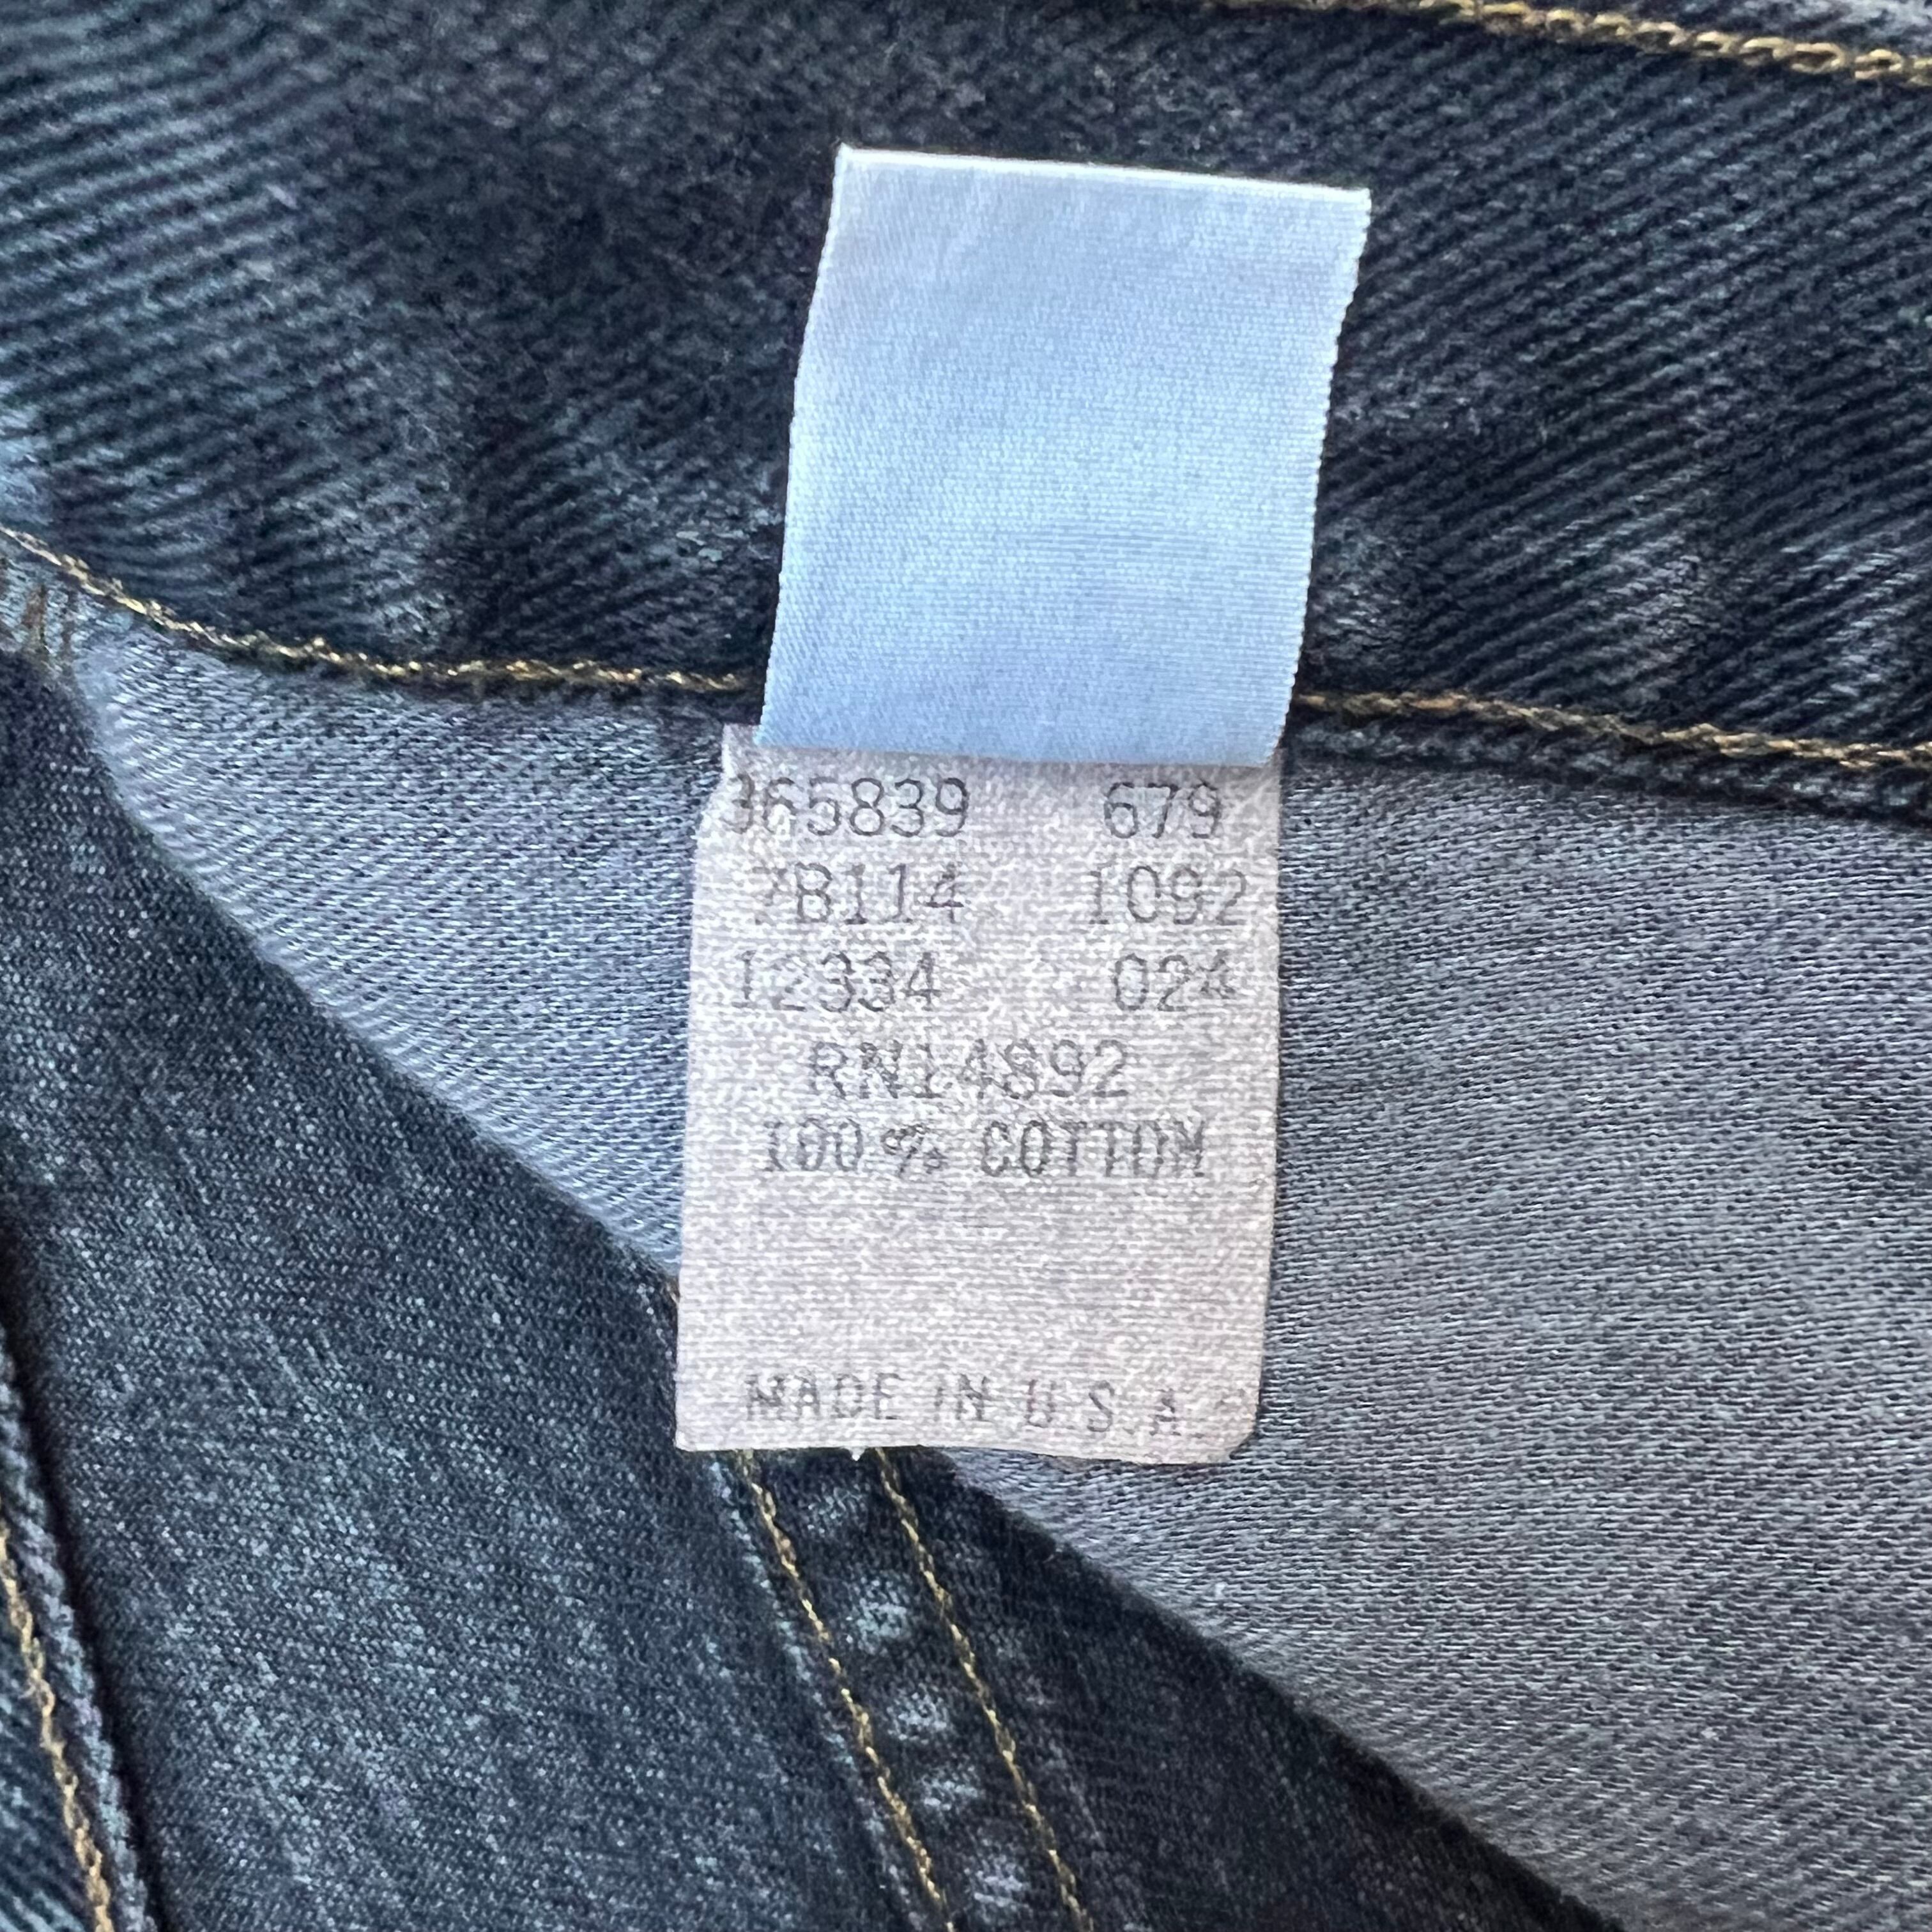 365839 679
7B114 1092
12334 024
RN14892
100% COTTON
MADE IN U.S.A.